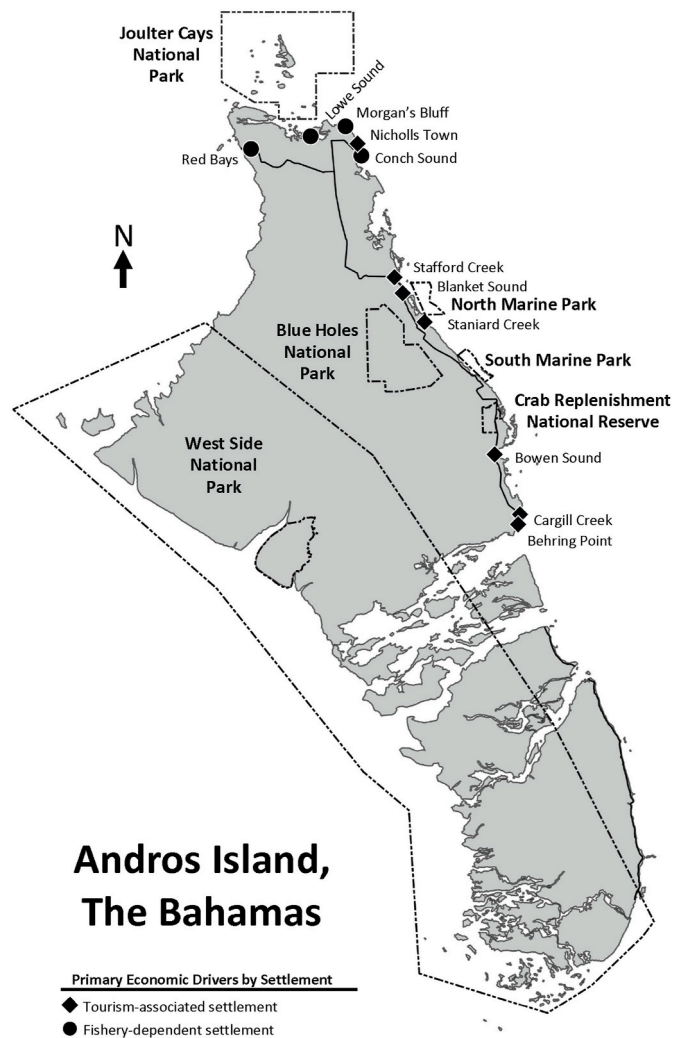 Joulter Cays
National
Park
Lowe Sound
Morgan's Bluff
Nicholls Town
Conch Sound
Red Bays
N
Stafford Creek
Blanket Sound
North Marine Park
Staniard Creek
Blue Holes
National
Park
South Marine Park
Crab Replenishment
National Reserve
West Side
National
Park
Bowen Sound
Cargill Creek
Behring Point
Andros Island,
The Bahamas
Primary Economic Drivers by Settlement
Tourism-associated settlement
Fishery-dependent settlement